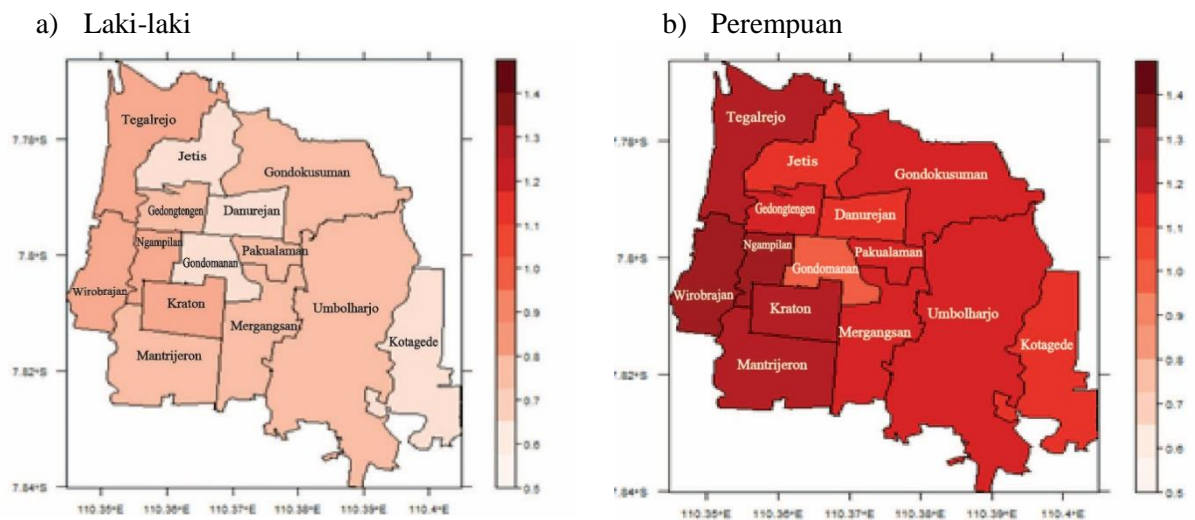 a) Laki-laki
Tegalrejo
Jetis
Gondokusuman
Gedongtengen
Danurejan
Ngampilan
Gondomanan
Pakualaman
Wirobrajan
Kraton
Umbolharjo
Mergangsan
Kotagede
Mantrijeron
7.78°S
7.8°S
7.82°S
7.84°S
110.35°E 110.36°E 110.37°E 110.38°E 110.39°E 110.4°E
1.4
1.3
1.2
1.1
1.0
0.9
0.8
0.7
0.6
0.5
b) Perempuan
Tegalrejo
Jetis
Gondokusuman
Gedongtengen
Danurejan
Ngampilan
Pakualaman
Gondomanan
Wirobrajan
Kraton
Umbolharjo
Mergangsan
Kotagede
Mantrijeron
7.78°S
7.8°S
7.82°S
7.84°S
110.35°E 110.36°E 110.37°E 110.38°E 110.39°E 110.4°E
1.4
1.3
1.2
1.1
1.0
0.9
0.8
0.7
0.6
0.5